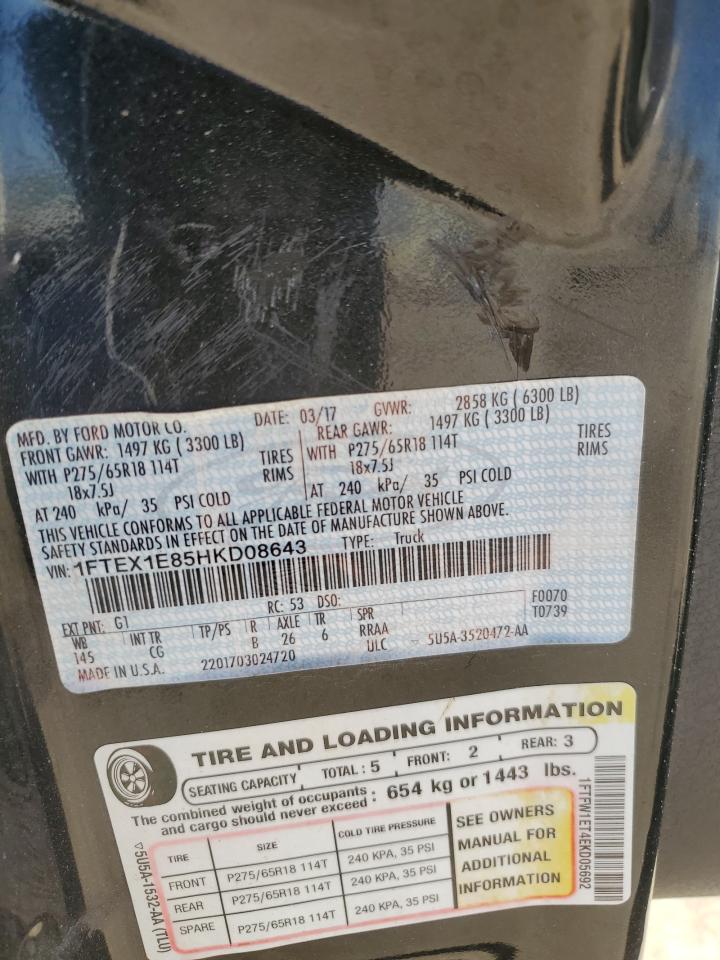 MFD. BY FORD MOTOR CO. DATE: 03/17 GVWR: 2858 KG ( 6300 LB)
FRONT GAWR: 1497 KG ( 3300 LB) REAR GAWR: 1497 KG ( 3300 LB)
WITH P275/65R18 114T TIRES WITH P275/65R18 114T TIRES
18x7.5J RIMS 18x7.5J RIMS
AT 240 kPa/ 35 PSI COLD AT 240 kPa/ 35 PSI COLD
THIS VEHICLE CONFORMS TO ALL APPLICABLE FEDERAL MOTOR VEHICLE
SAFETY STANDARDS IN EFFECT ON THE DATE OF MANUFACTURE SHOWN ABOVE.
VIN: 1FTEX1E85HKD08643 TYPE: Truck
F0070
T0739
EXT PNT: G1 RC: 53 DSO:
WB INT TR TP/PS R AXLE TR SPR
145 CG B 26 6 RRAA
ULC
5U5A-3520472-AA
MADE IN U.S.A. 2201703024720
TIRE AND LOADING INFORMATION
SEATING CAPACITY TOTAL : 5 FRONT: 2 REAR: 3
The combined weight of occupants and cargo should never exceed : 654 kg or 1443 lbs.
TIRE SIZE COLD TIRE PRESSURE
FRONT P275/65R18 114T 240 KPA, 35 PSI
REAR P275/65R18 114T 240 KPA, 35 PSI
SPARE P275/65R18 114T 240 KPA, 35 PSI
SEE OWNERS
MANUAL FOR
ADDITIONAL
INFORMATION
5U5A-1532-AA (TLU)
1FTFW1ET4EKD05692